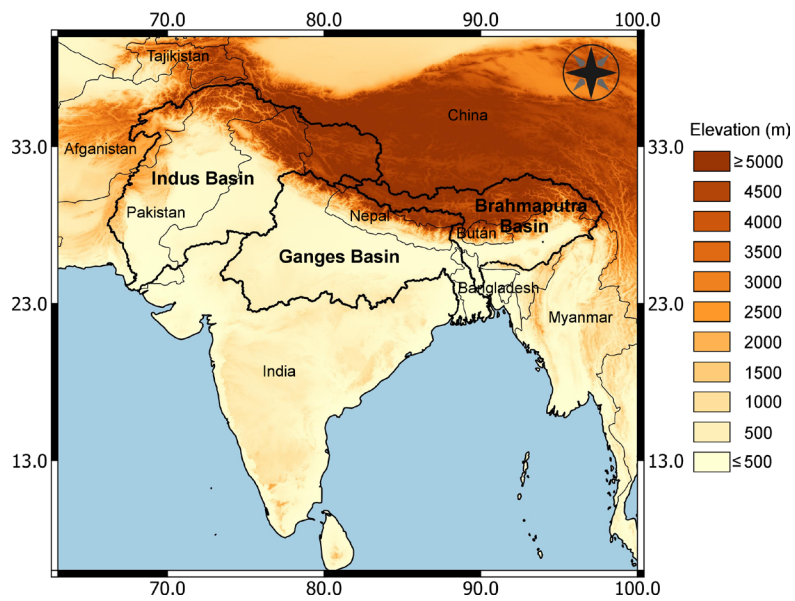 70.0 80.0 90.0 100.0
Tajikistan
China
33.0 33.0
Afganistan
Indus Basin
Pakistan
Nepal
Brahmaputra
Basin
Butan
Ganges Basin
Bangladesh
23.0 23.0
Myanmar
India
13.0 13.0
70.0 80.0 90.0 100.0
Elevation (m)
≥ 5000
4500
4000
3500
3000
2500
2000
1500
1000
500
≤ 500